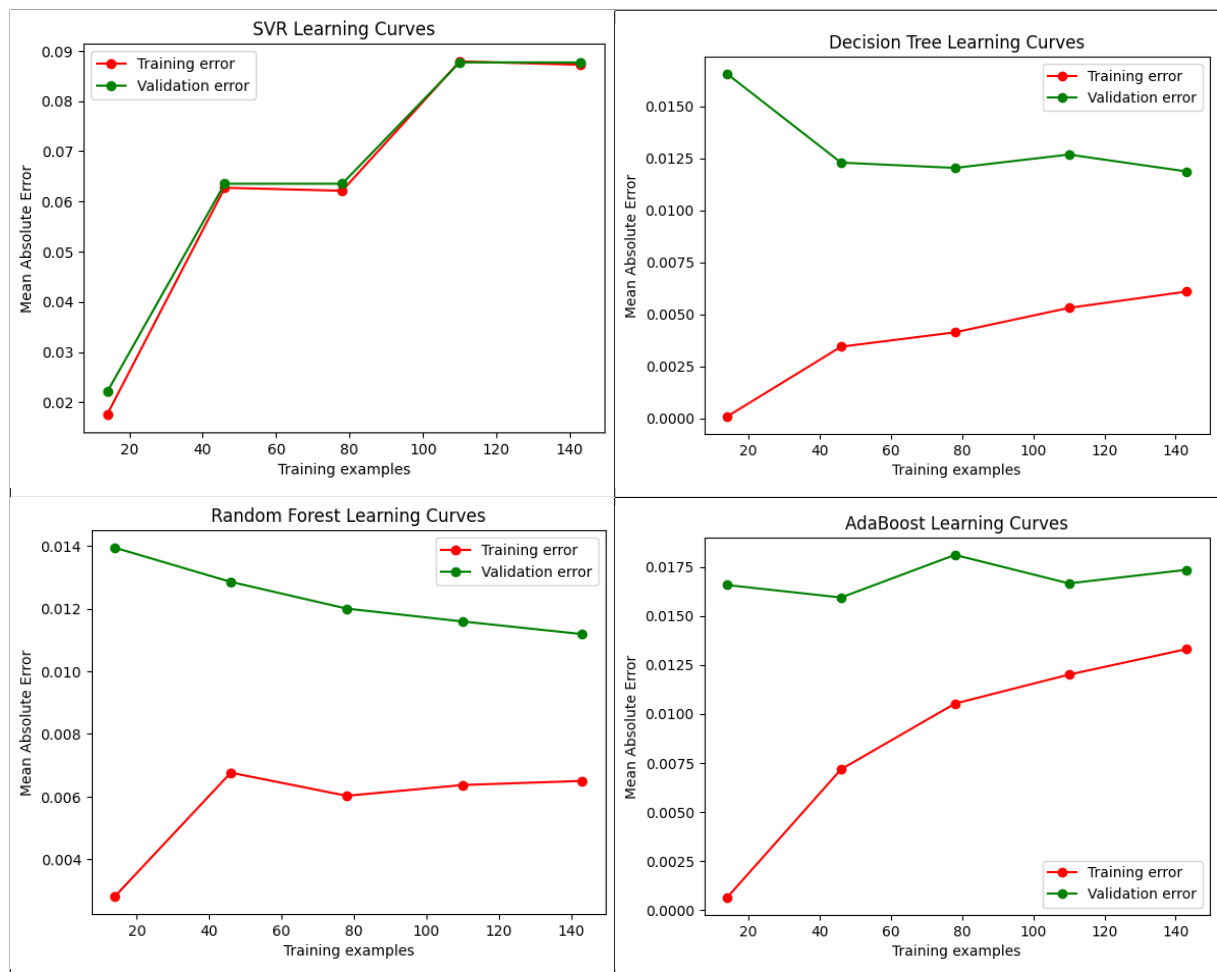 SVR Learning Curves
Training error
Validation error
0.09
0.08
0.07
0.06
0.05
0.04
0.03
0.02
Mean Absolute Error
20 40 60 80 100 120 140
Training examples
Decision Tree Learning Curves
Training error
Validation error
0.0150
0.0125
0.0100
0.0075
0.0050
0.0025
0.0000
Mean Absolute Error
20 40 60 80 100 120 140
Training examples
Random Forest Learning Curves
Training error
Validation error
0.014
0.012
0.010
0.008
0.006
0.004
Mean Absolute Error
20 40 60 80 100 120 140
Training examples
AdaBoost Learning Curves
0.0175
0.0150
0.0125
0.0100
0.0075
0.0050
0.0025
0.0000
Mean Absolute Error
Training error
Validation error
20 40 60 80 100 120 140
Training examples